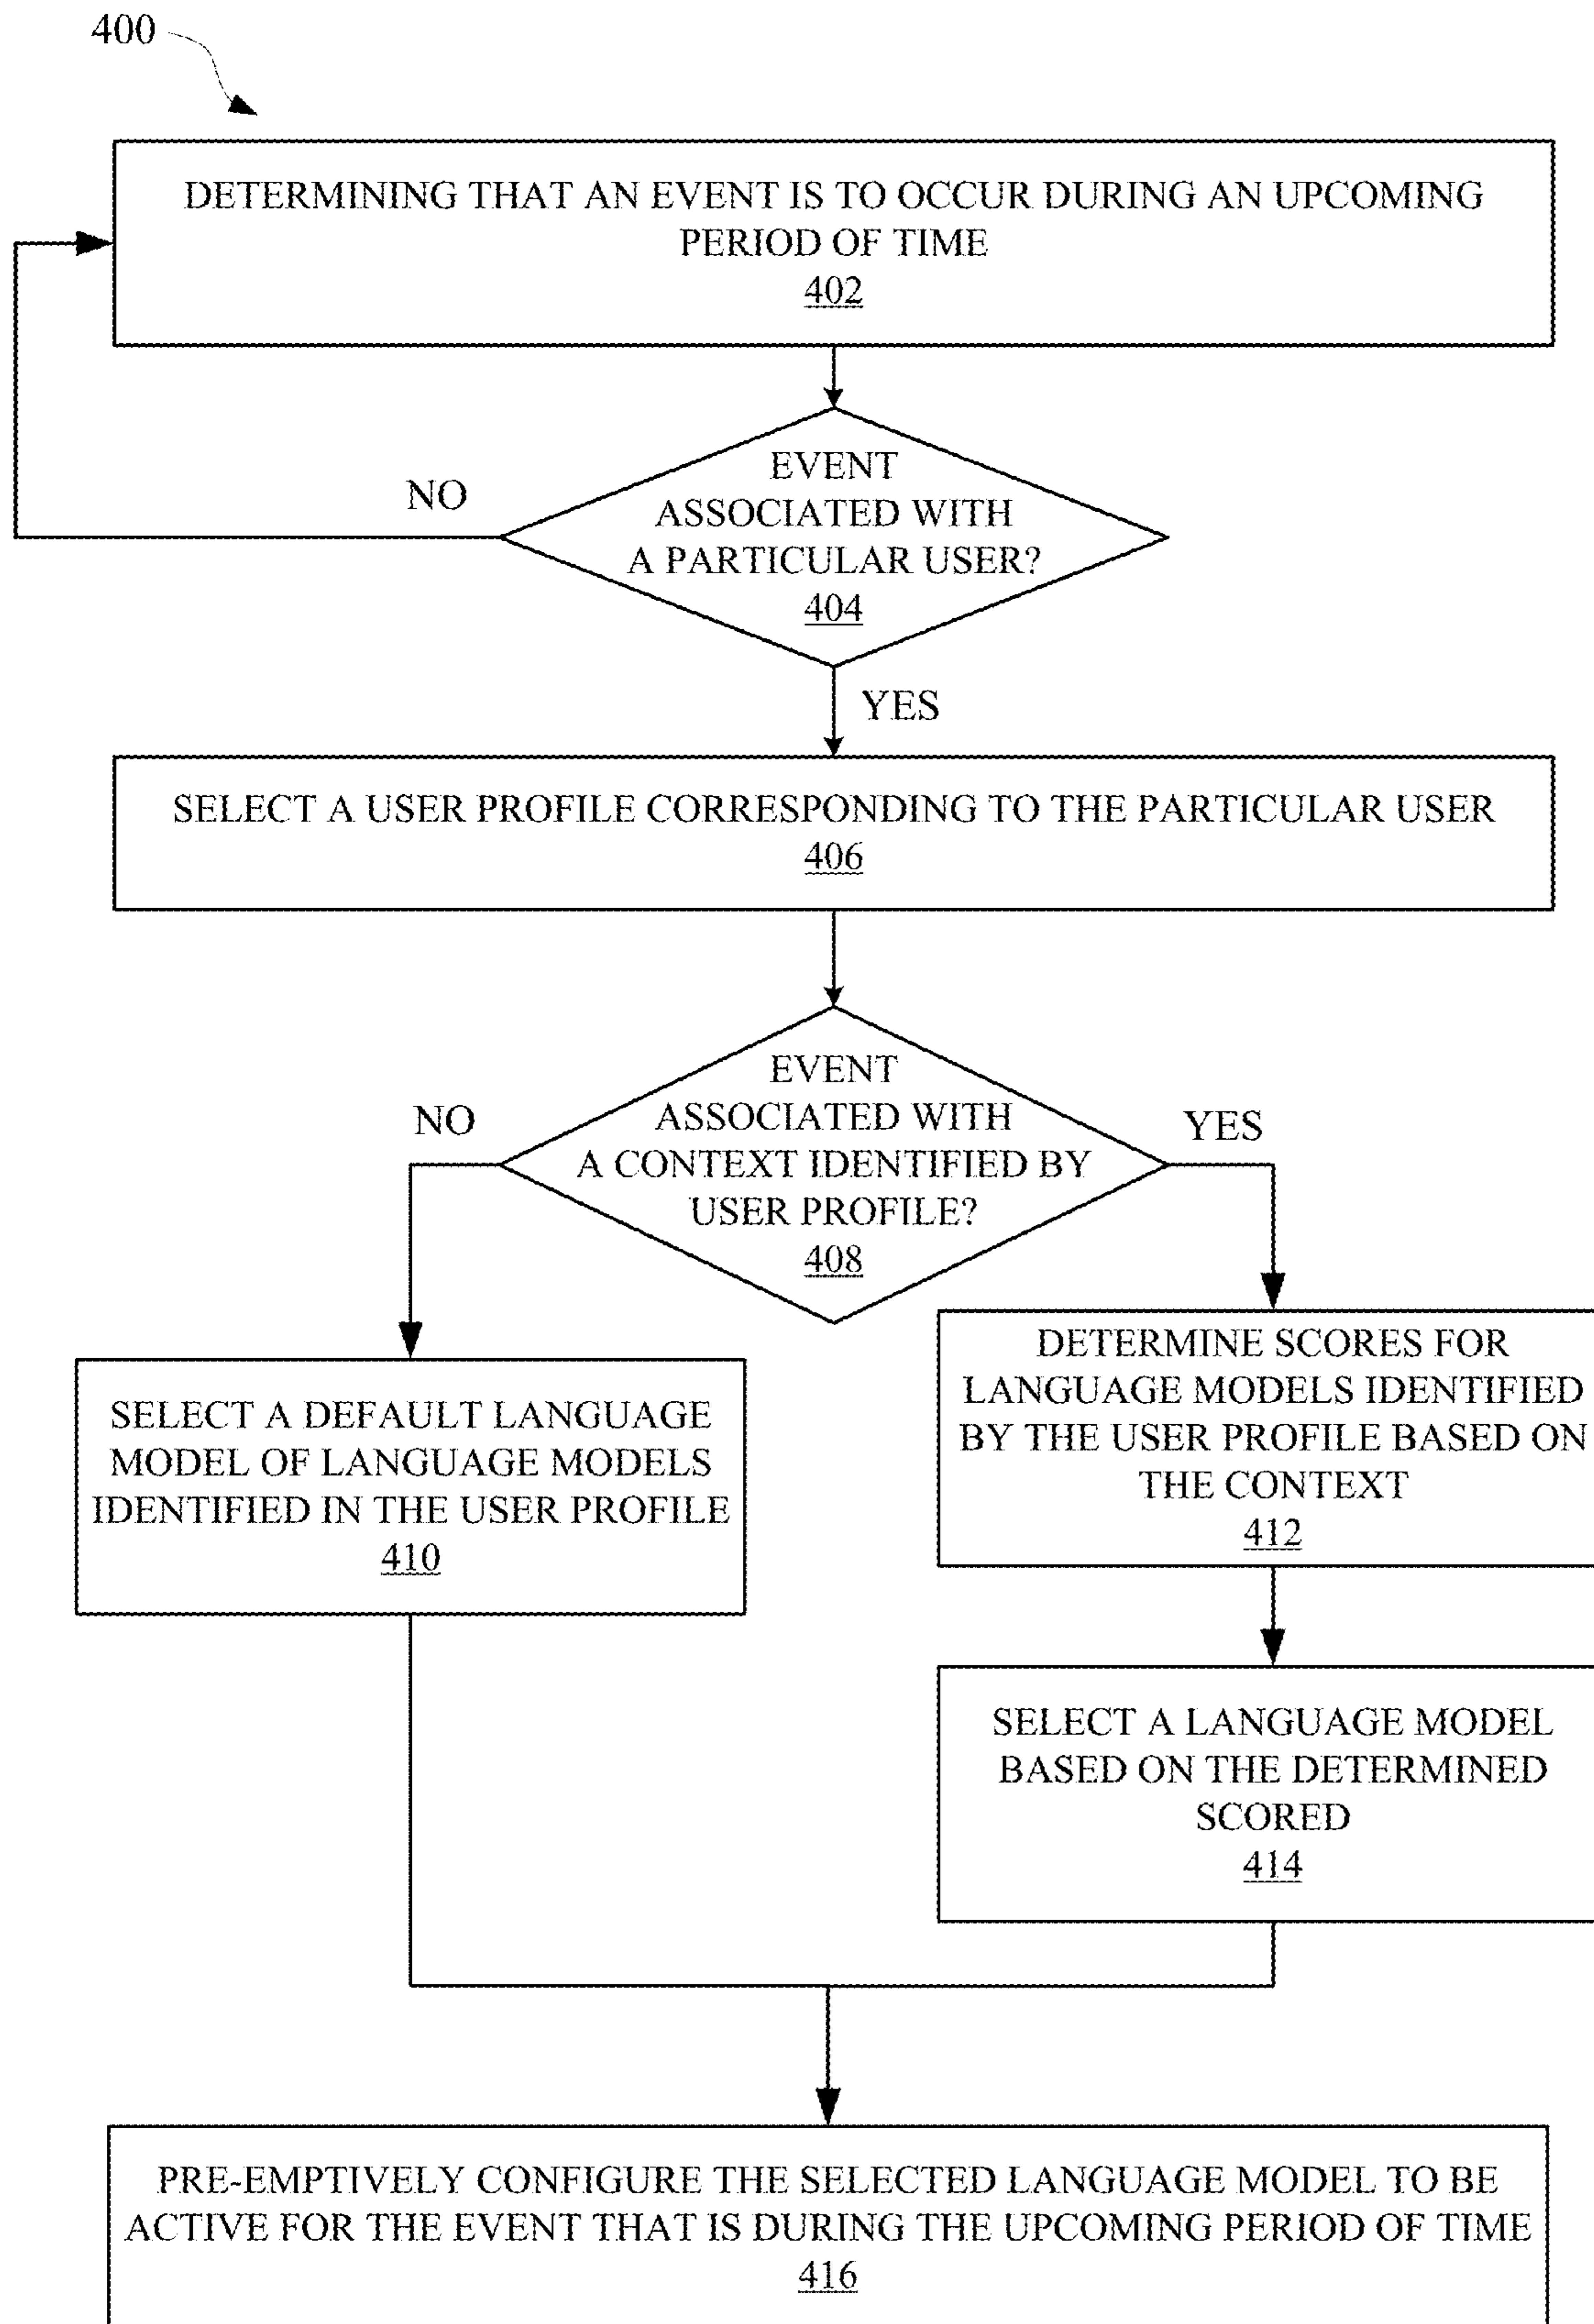 400
DETERMINING THAT AN EVENT IS TO OCCUR DURING AN UPCOMING
PERIOD OF TIME
402
EVENT
ASSOCIATED WITH
A PARTICULAR USER?
404
NO
YES
SELECT A USER PROFILE CORRESPONDING TO THE PARTICULAR USER
406
EVENT
ASSOCIATED WITH
A CONTEXT IDENTIFIED BY
USER PROFILE?
408
NO
YES
SELECT A DEFAULT LANGUAGE
MODEL OF LANGUAGE MODELS
IDENTIFIED IN THE USER PROFILE
410
DETERMINE SCORES FOR
LANGUAGE MODELS IDENTIFIED
BY THE USER PROFILE BASED ON
THE CONTEXT
412
SELECT A LANGUAGE MODEL
BASED ON THE DETERMINED
SCORED
414
PRE-EMPTIVELY CONFIGURE THE SELECTED LANGUAGE MODEL TO BE
ACTIVE FOR THE EVENT THAT IS DURING THE UPCOMING PERIOD OF TIME
416